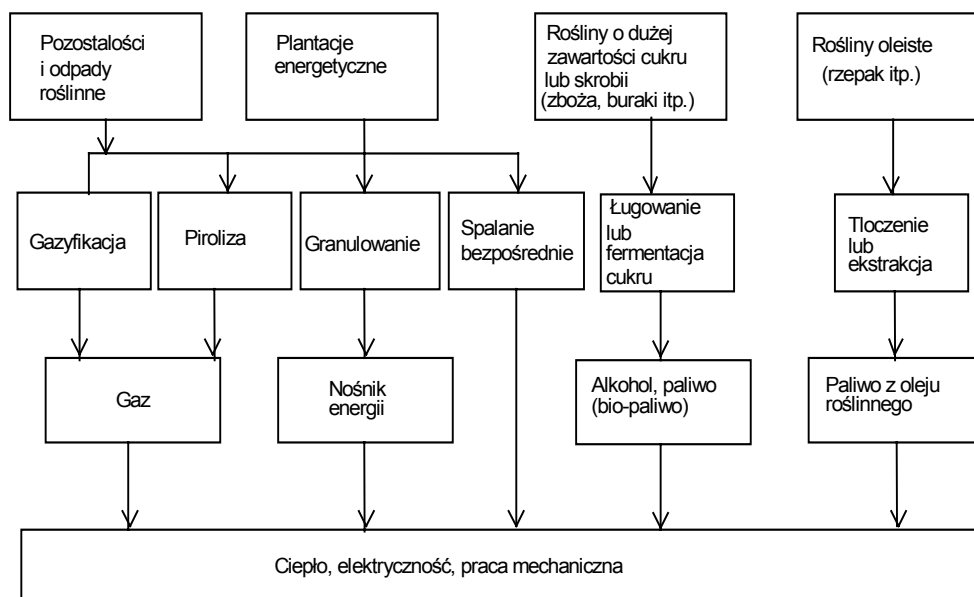 Pozostalości
i odpady
roślinne
Plantacje
energetyczne
Rośliny o dużej
zawartości cukru
lub skrobii
(zboża, buraki itp.)
Rośliny oleiste
(rzepak itp.)
Gazyfikacja
Piroliza
Granulowanie
Spalanie
bezpośrednie
Ługowanie
lub
fermentacja
cukru
Tloczenie
lub
ekstrakcja
Gaz
Nośnik
energii
Alkohol, paliwo
(bio-paliwo)
Paliwo z oleju
roślinnego
Ciepło, elektryczność, praca mechaniczna